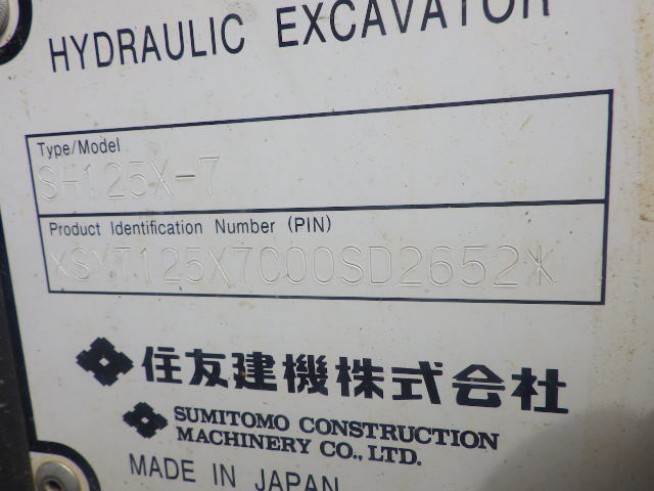 HYDRAULIC EXCAVATOR
Type/Model
SH125X-7
Product Identification Number (PIN)
*SYT125X7C00SD2652*
住友建機株式会社
SUMITOMO CONSTRUCTION
MACHINERY CO., LTD.
MADE IN JAPAN